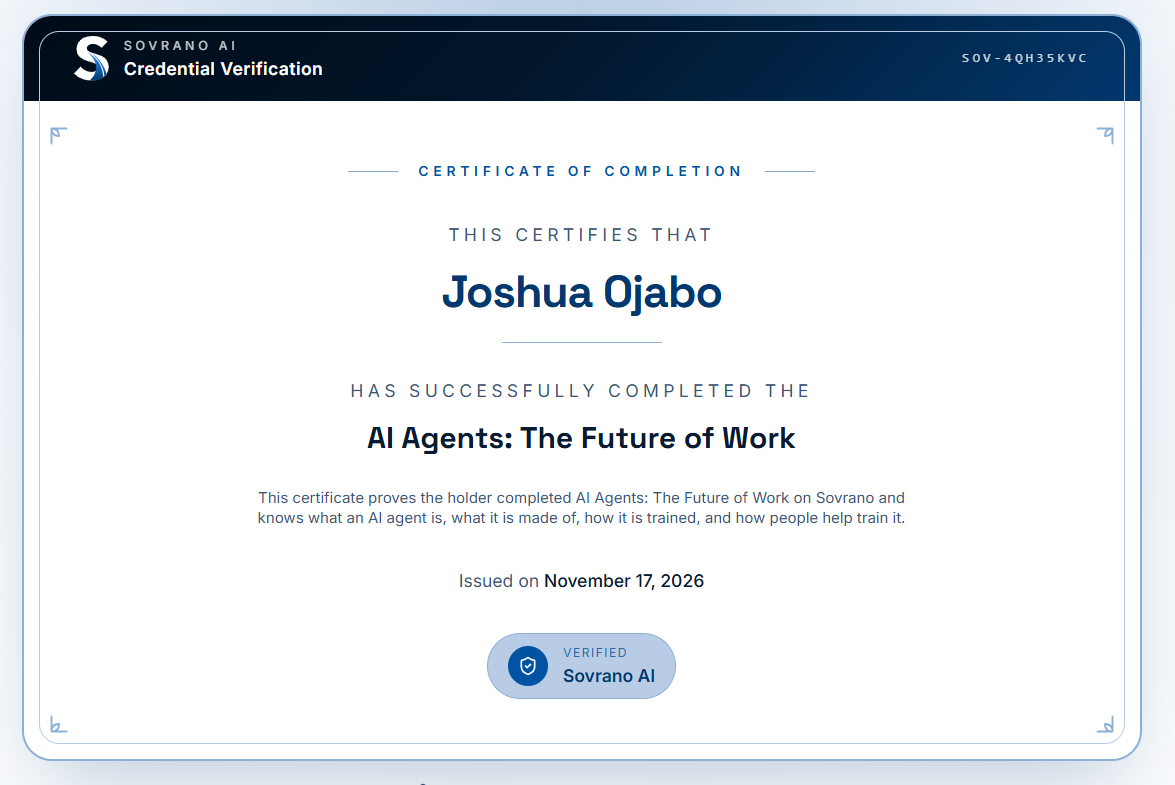 SOVRANO AI
Credential Verification
SOV-4QH35KVC
CERTIFICATE OF COMPLETION
THIS CERTIFIES THAT
Joshua Ojabo
HAS SUCCESSFULLY COMPLETED THE
AI Agents: The Future of Work
This certificate proves the holder completed AI Agents: The Future of Work on Sovrano and
knows what an AI agent is, what it is made of, how it is trained, and how people help train it.
Issued on November 17, 2026
VERIFIED
Sovrano AI